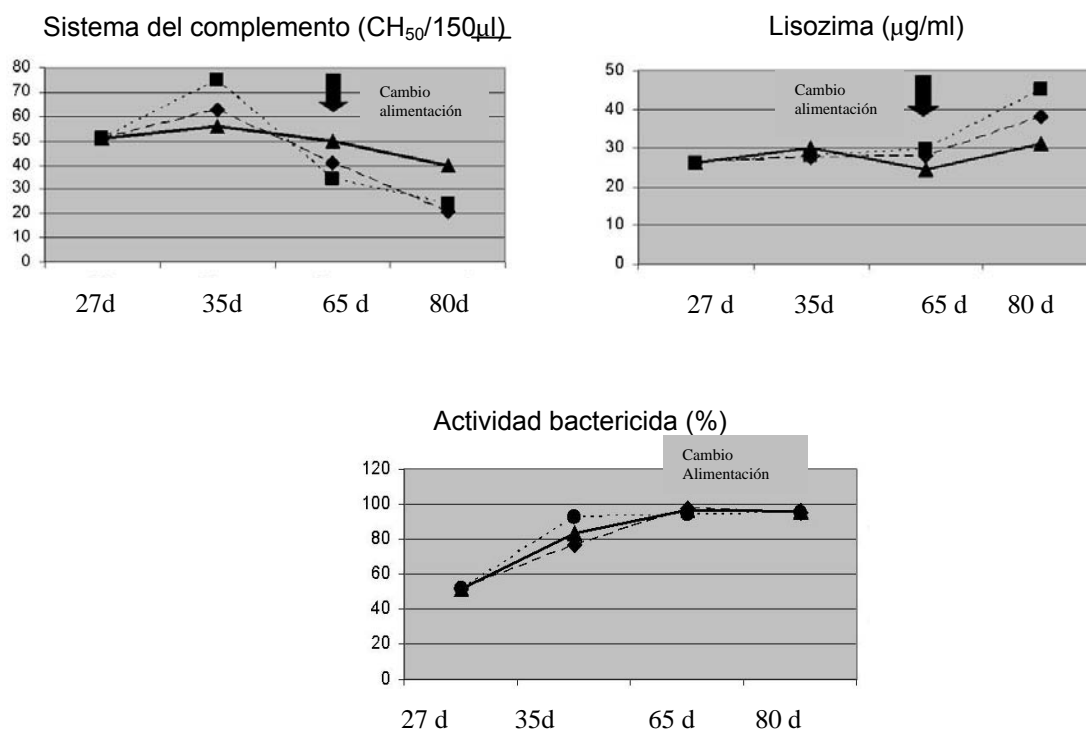 Sistema del complemento (CH₅₀/150µl)
80
70
60
50
40
30
20
10
0
Cambio
alimentación
27d 35d 65 d 80d
Lisozima (µg/ml)
50
40
30
20
10
0
Cambio
alimentación
27 d 35d 65 d 80 d
Actividad bactericida (%)
120
100
80
60
40
20
0
Cambio
Alimentación
27 d 35d 65 d 80 d